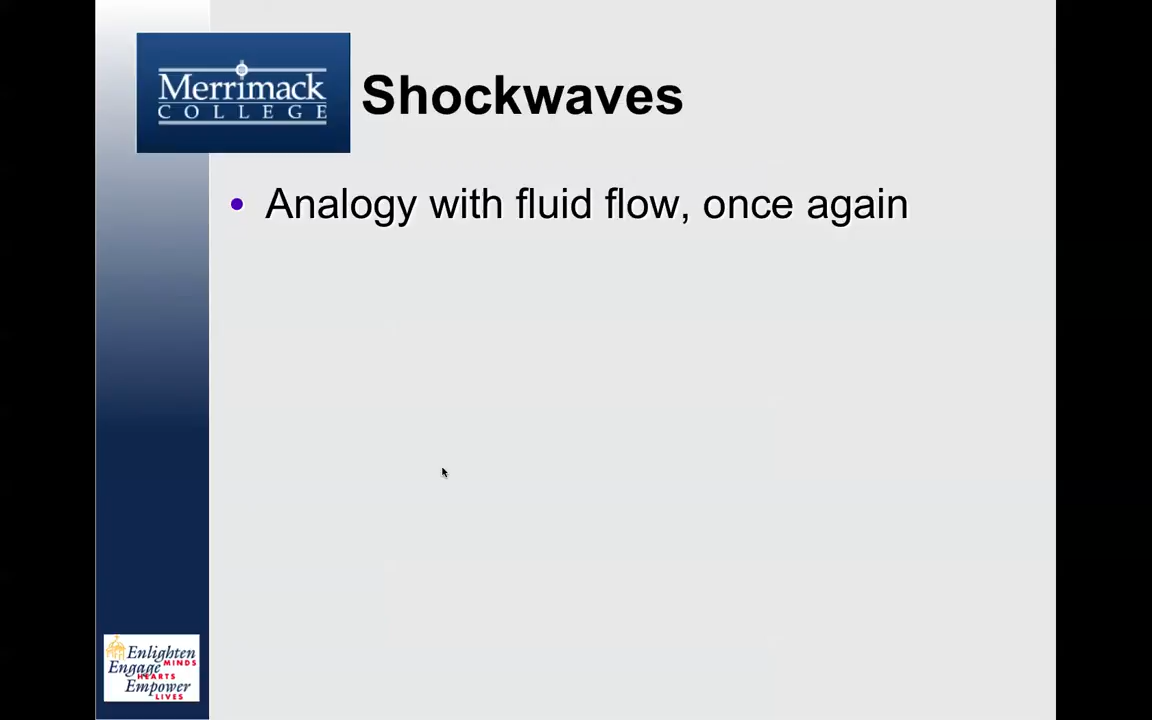 Merrimack
COLLEGE
Shockwaves
• Analogy with fluid flow, once again
Enlighten
MINDS
Engage
HEARTS
Empower
LIVES